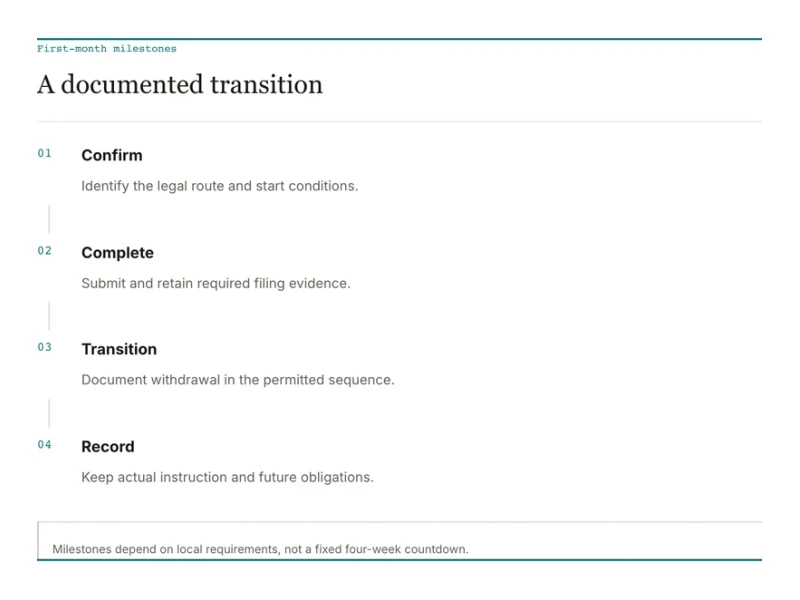 First-month milestones
A documented transition
01
Confirm
Identify the legal route and start conditions.
02
Complete
Submit and retain required filing evidence.
03
Transition
Document withdrawal in the permitted sequence.
04
Record
Keep actual instruction and future obligations.
Milestones depend on local requirements, not a fixed four-week countdown.